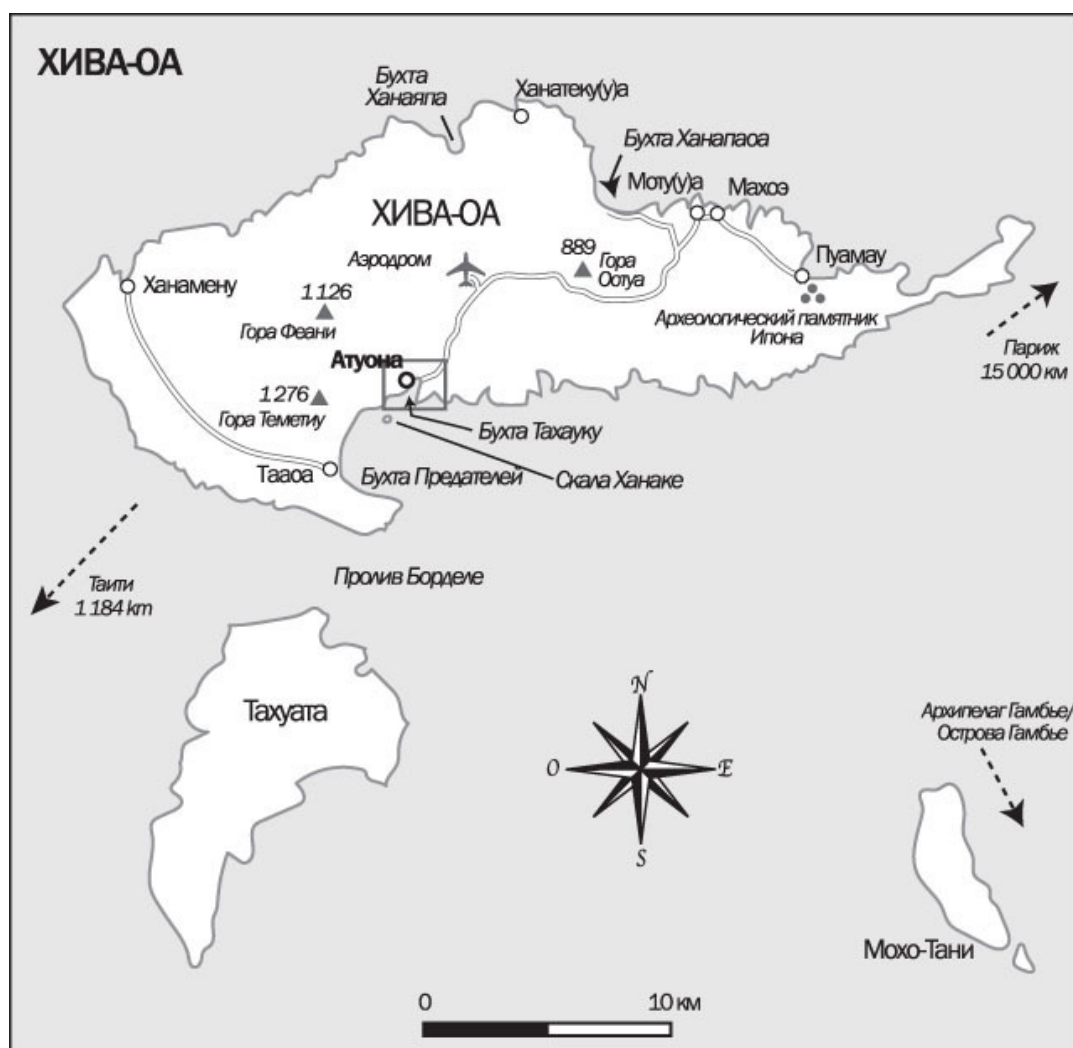 ХИВА-ОА
Бухта
Ханаяпа
Ханатеку(у)а
Бухта Ханапаоа
Моту(у)а
Махоэ
ХИВА-ОА
Аэродром
889
Гора
Оотуа
Пуамау
Ханамену
1 126
Гора Феани
Археологический памятник
Ипона
Париж
15 000 км
Атуона
1 276
Гора Теметиу
Бухта Тахауку
Тааоа
Бухта Предателей
Скала Ханаке
Пролив Борделе
Таити
1 184 km
Тахуата
N
O
E
S
Архипелаг Гамбье/
Острова Гамбье
Мохо-Тани
0
10 км